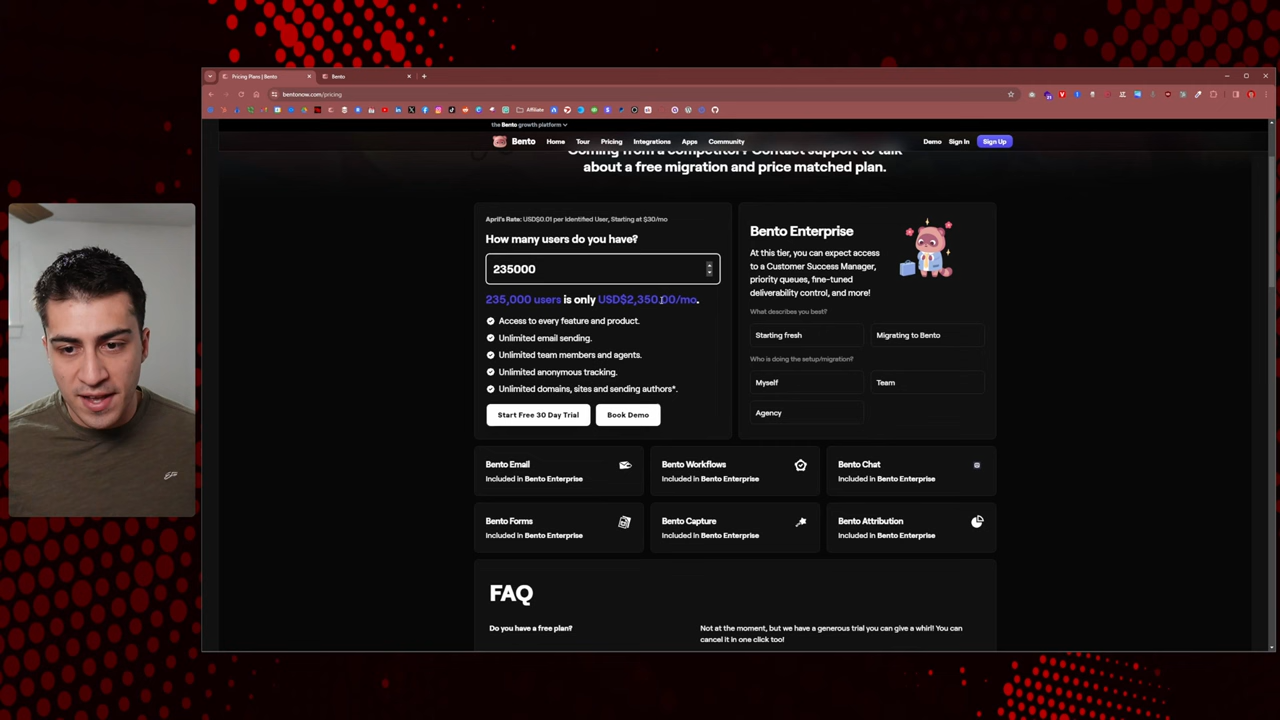 Pricing Plans | Bento
Bento
bentonow.com/pricing
Affiliate
the Bento growth platform
Bento Home Tour Pricing Integrations Apps Community Demo Sign In Sign Up
Coming from a competitor? Contact support to talk
about a free migration and price matched plan.
April's Rate: USD$0.01 per Identified User, Starting at $30/mo
How many users do you have?
235000
235,000 users is only USD$2,350.00/mo.
Access to every feature and product.
Unlimited email sending.
Unlimited team members and agents.
Unlimited anonymous tracking.
Unlimited domains, sites and sending authors*.
Start Free 30 Day Trial Book Demo
Bento Enterprise
At this tier, you can expect access
to a Customer Success Manager,
priority queues, fine-tuned
deliverability control, and more!
What describes you best?
Starting fresh Migrating to Bento
Who is doing the setup/migration?
Myself Team
Agency
Bento Email
Included in Bento Enterprise
Bento Workflows
Included in Bento Enterprise
Bento Chat
Included in Bento Enterprise
Bento Forms
Included in Bento Enterprise
Bento Capture
Included in Bento Enterprise
Bento Attribution
Included in Bento Enterprise
FAQ
Do you have a free plan?
Not at the moment, but we have a generous trial you can give a whirl! You can
cancel it in one click too!